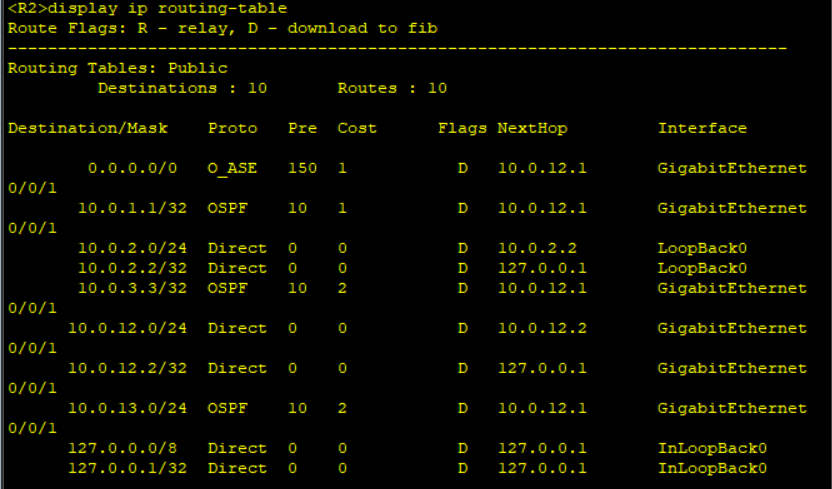 <R2>display ip routing-table
Route Flags: R - relay, D - download to fib
------------------------------------------------------------------------------
Routing Tables: Public
         Destinations : 10       Routes : 10

Destination/Mask    Proto   Pre  Cost      Flags NextHop         Interface

        0.0.0.0/0   O_ASE   150  1           D   10.0.12.1       GigabitEthernet
0/0/1
       10.0.1.1/32  OSPF    10   1           D   10.0.12.1       GigabitEthernet
0/0/1
       10.0.2.0/24  Direct  0    0           D   10.0.2.2        LoopBack0
       10.0.2.2/32  Direct  0    0           D   127.0.0.1       LoopBack0
       10.0.3.3/32  OSPF    10   2           D   10.0.12.1       GigabitEthernet
0/0/1
      10.0.12.0/24  Direct  0    0           D   10.0.12.2       GigabitEthernet
0/0/1
      10.0.12.2/32  Direct  0    0           D   127.0.0.1       GigabitEthernet
0/0/1
      10.0.13.0/24  OSPF    10   2           D   10.0.12.1       GigabitEthernet
0/0/1
      127.0.0.0/8   Direct  0    0           D   127.0.0.1       InLoopBack0
      127.0.0.1/32  Direct  0    0           D   127.0.0.1       InLoopBack0